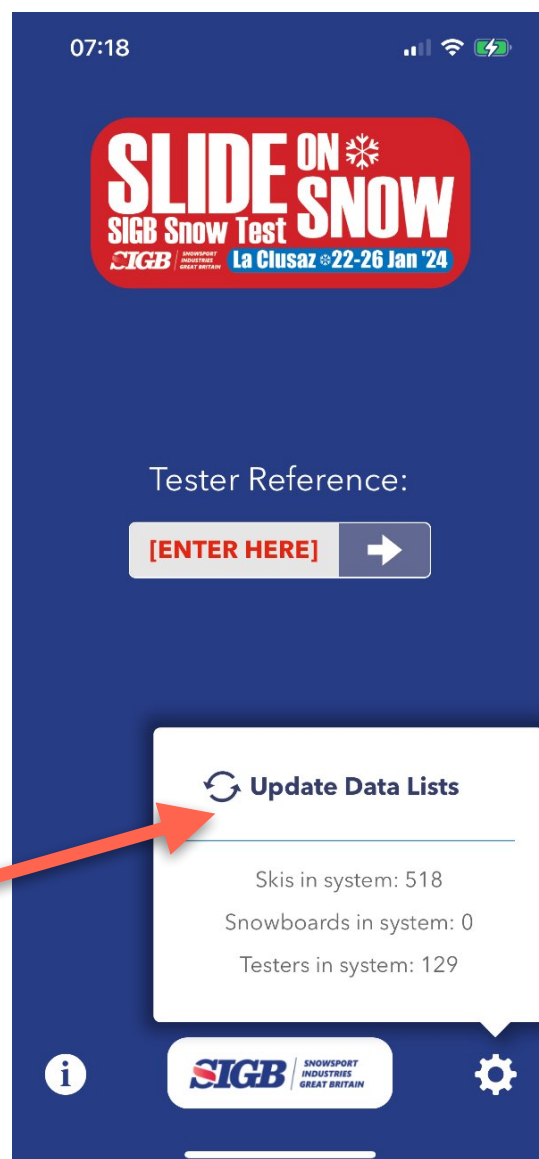 07:18
SLIDE ON
SNOW
SIGB Snow Test
SIGB SNOWSPORT INDUSTRIES GREAT BRITAIN La Clusaz 22-26 Jan '24
Tester Reference:
[ENTER HERE]
Update Data Lists
Skis in system: 518
Snowboards in system: 0
Testers in system: 129
i
SIGB SNOWSPORT
INDUSTRIES
GREAT BRITAIN